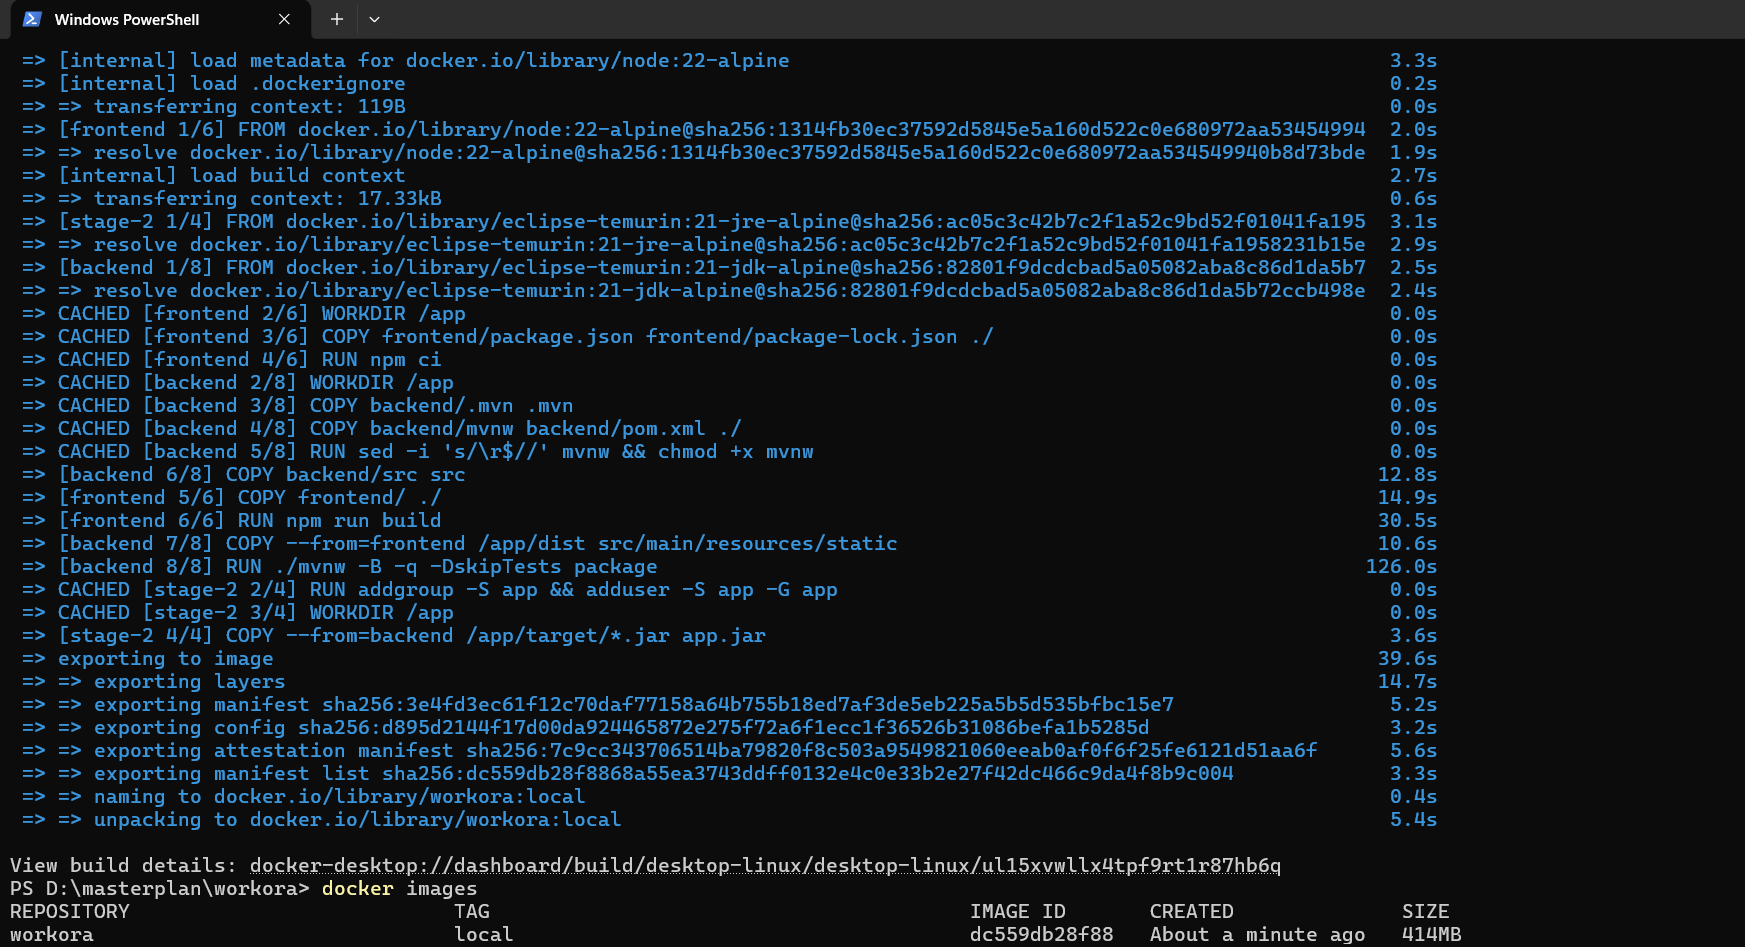 Windows PowerShell
=> [internal] load metadata for docker.io/library/node:22-alpine 3.3s
=> [internal] load .dockerignore 0.2s
=> => transferring context: 119B 0.0s
=> [frontend 1/6] FROM docker.io/library/node:22-alpine@sha256:1314fb30ec37592d5845e5a160d522c0e680972aa53454994 2.0s
=> => resolve docker.io/library/node:22-alpine@sha256:1314fb30ec37592d5845e5a160d522c0e680972aa534549940b8d73bde 1.9s
=> [internal] load build context 2.7s
=> => transferring context: 17.33kB 0.6s
=> [stage-2 1/4] FROM docker.io/library/eclipse-temurin:21-jre-alpine@sha256:ac05c3c42b7c2f1a52c9bd52f01041fa195 3.1s
=> => resolve docker.io/library/eclipse-temurin:21-jre-alpine@sha256:ac05c3c42b7c2f1a52c9bd52f01041fa1958231b15e 2.9s
=> [backend 1/8] FROM docker.io/library/eclipse-temurin:21-jdk-alpine@sha256:82801f9dcdcbad5a05082aba8c86d1da5b7 2.5s
=> => resolve docker.io/library/eclipse-temurin:21-jdk-alpine@sha256:82801f9dcdcbad5a05082aba8c86d1da5b72ccb498e 2.4s
=> CACHED [frontend 2/6] WORKDIR /app 0.0s
=> CACHED [frontend 3/6] COPY frontend/package.json frontend/package-lock.json ./ 0.0s
=> CACHED [frontend 4/6] RUN npm ci 0.0s
=> CACHED [backend 2/8] WORKDIR /app 0.0s
=> CACHED [backend 3/8] COPY backend/.mvn .mvn 0.0s
=> CACHED [backend 4/8] COPY backend/mvnw backend/pom.xml ./ 0.0s
=> CACHED [backend 5/8] RUN sed -i 's/\r$//' mvnw && chmod +x mvnw 0.0s
=> [backend 6/8] COPY backend/src src 12.8s
=> [frontend 5/6] COPY frontend/ ./ 14.9s
=> [frontend 6/6] RUN npm run build 30.5s
=> [backend 7/8] COPY --from=frontend /app/dist src/main/resources/static 10.6s
=> [backend 8/8] RUN ./mvnw -B -q -DskipTests package 126.0s
=> CACHED [stage-2 2/4] RUN addgroup -S app && adduser -S app -G app 0.0s
=> CACHED [stage-2 3/4] WORKDIR /app 0.0s
=> [stage-2 4/4] COPY --from=backend /app/target/*.jar app.jar 3.6s
=> exporting to image 39.6s
=> => exporting layers 14.7s
=> => exporting manifest sha256:3e4fd3ec61f12c70daf77158a64b755b18ed7af3de5eb225a5b5d535bfbc15e7 5.2s
=> => exporting config sha256:d895d2144f17d00da924465872e275f72a6f1ecc1f36526b31086befa1b5285d 3.2s
=> => exporting attestation manifest sha256:7c9cc343706514ba79820f8c503a9549821060eeab0af0f6f25fe6121d51aa6f 5.6s
=> => exporting manifest list sha256:dc559db28f8868a55ea3743ddff0132e4c0e33b2e27f42dc466c9da4f8b9c004 3.3s
=> => naming to docker.io/library/workora:local 0.4s
=> => unpacking to docker.io/library/workora:local 5.4s
View build details: docker-desktop://dashboard/build/desktop-linux/desktop-linux/ul15xvwllx4tpf9rt1r87hb6q
PS D:\masterplan\workora> docker images
REPOSITORY TAG IMAGE ID CREATED SIZE
workora local dc559db28f88 About a minute ago 414MB